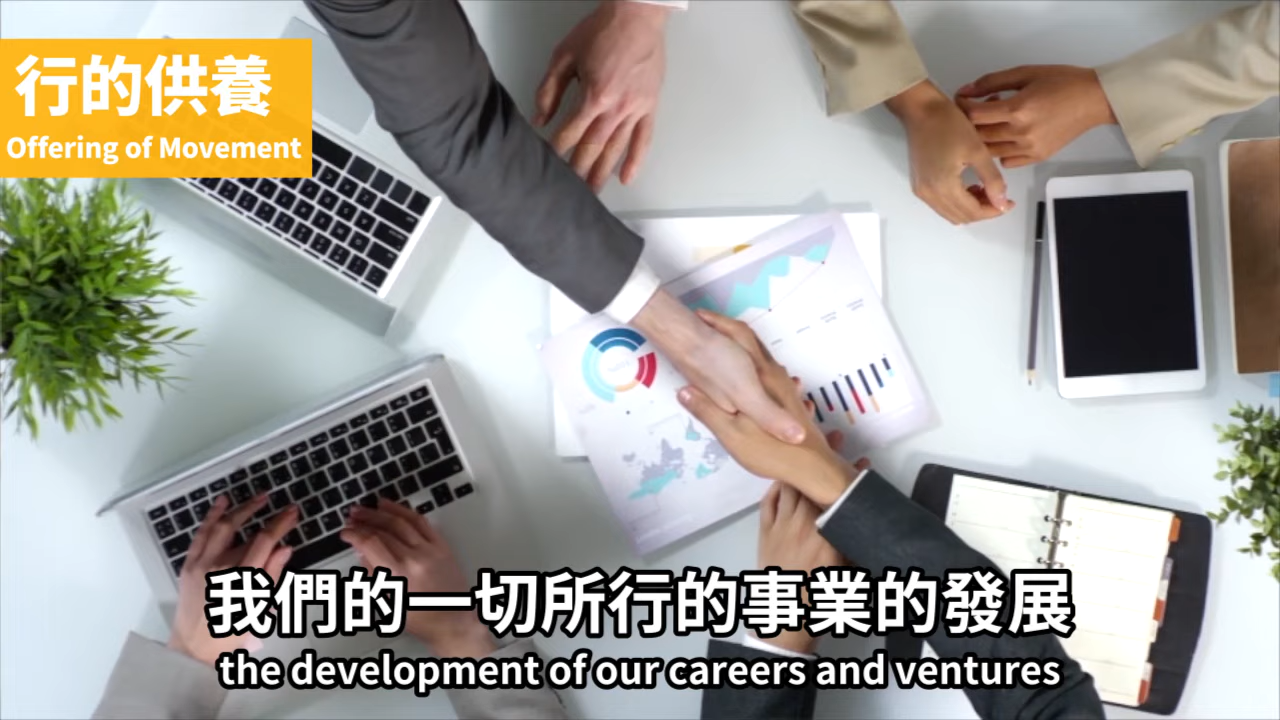 行的供養
Offering of Movement
我們的一切所行的事業的發展
the development of our careers and ventures